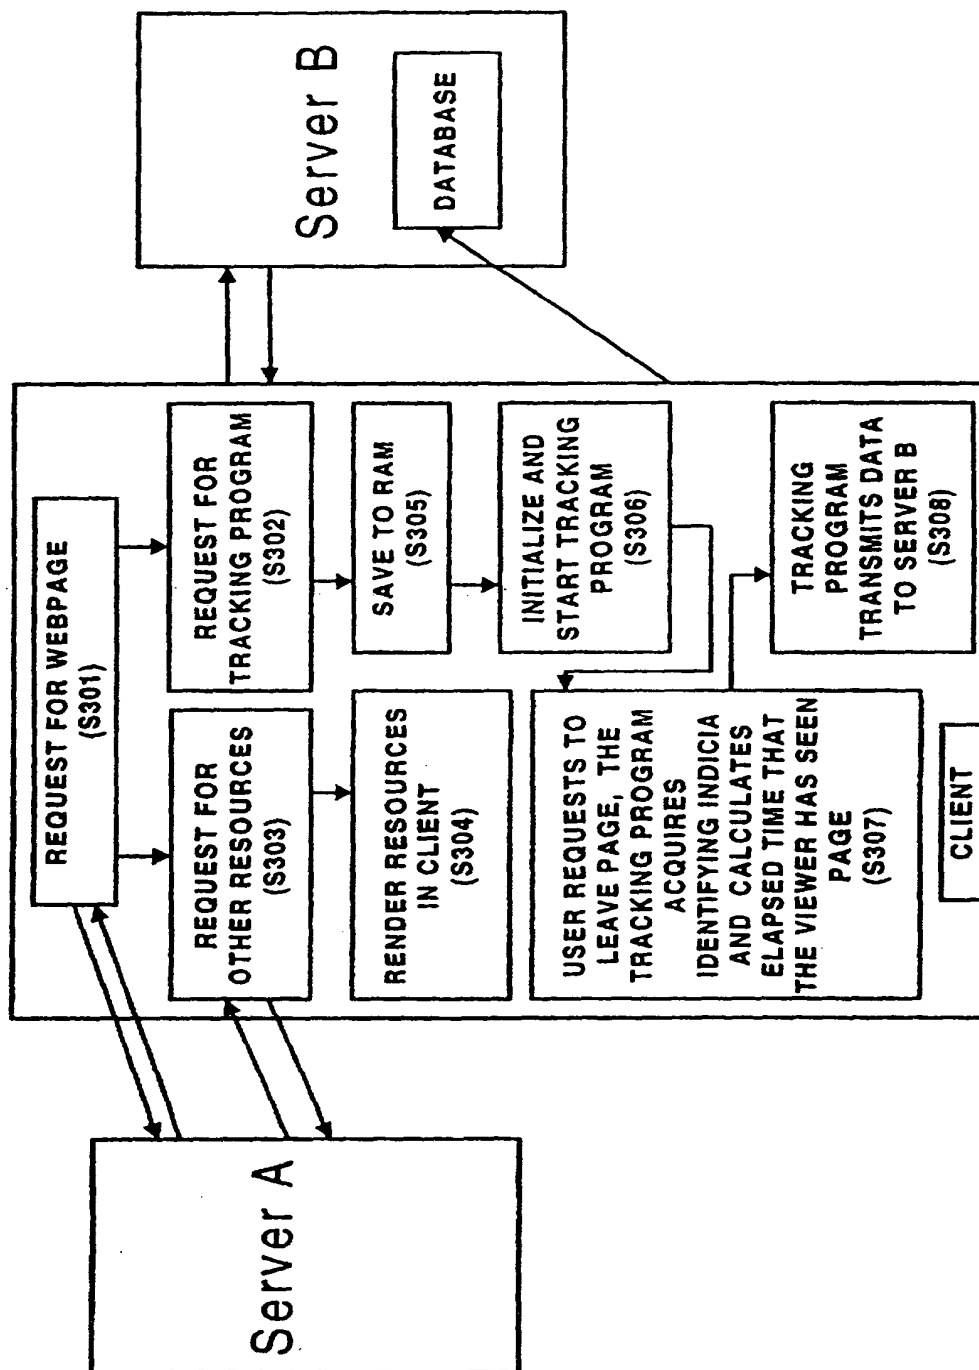 Server A
REQUEST FOR WEBPAGE
(S301)
REQUEST FOR
OTHER RESOURCES
(S303)
REQUEST FOR
TRACKING PROGRAM
(S302)
RENDER RESOURCES
IN CLIENT
(S304)
SAVE TO RAM
(S305)
INITIALIZE AND
START TRACKING
PROGRAM
(S306)
USER REQUESTS TO
LEAVE PAGE, THE
TRACKING PROGRAM
ACQUIRES
IDENTIFYING INDICIA
AND CALCULATES
ELAPSED TIME THAT
THE VIEWER HAS SEEN
PAGE
(S307)
TRACKING
PROGRAM
TRANSMITS DATA
TO SERVER B
(S308)
CLIENT
Server B
DATABASE